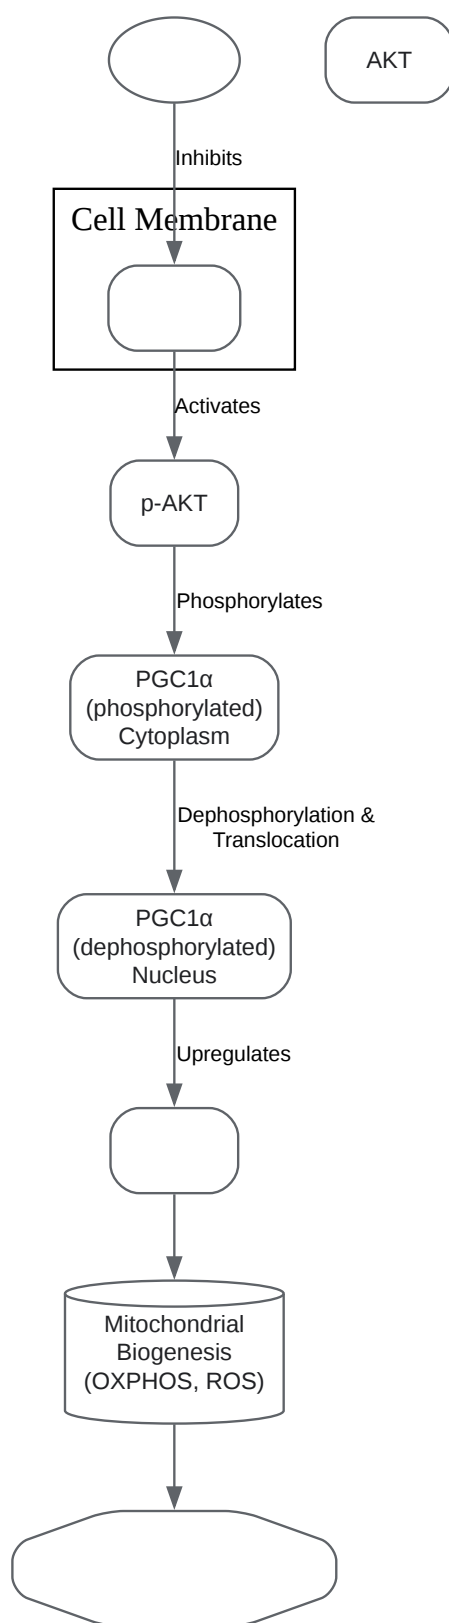 AKT
Inhibits
Cell Membrane
Activates
p-AKT
Phosphorylates
PGC1α
(phosphorylated)
Cytoplasm
Dephosphorylation &
Translocation
PGC1α
(dephosphorylated)
Nucleus
Upregulates
Mitochondrial
Biogenesis
(OXPHOS, ROS)